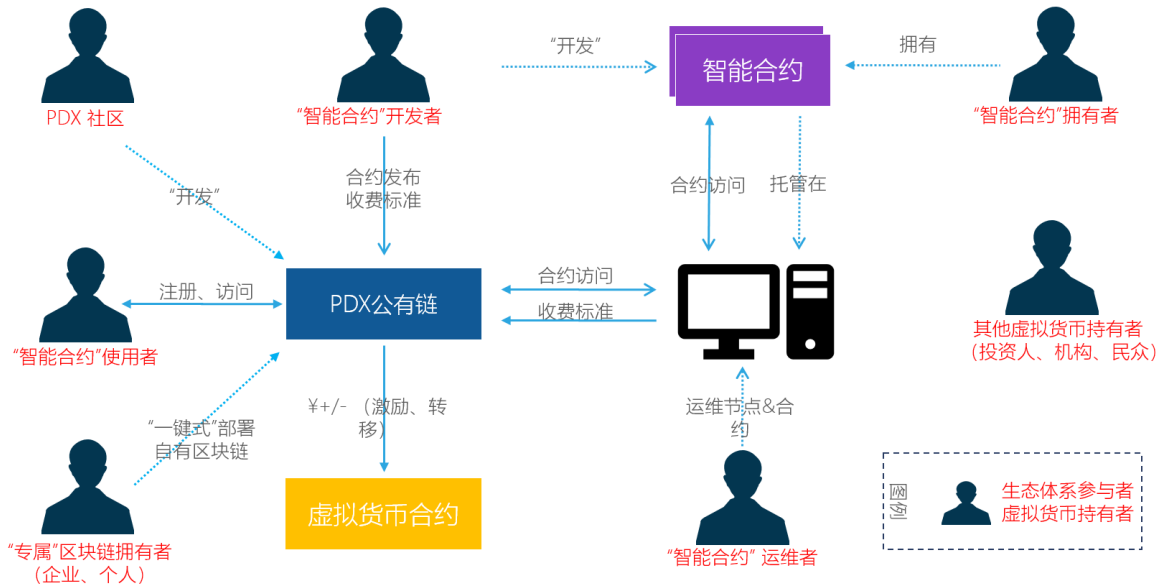 PDX 社区
“智能合约”开发者
“开发”
智能合约
拥有
“智能合约”拥有者
“开发”
合约发布
收费标准
合约访问
托管在
注册、访问
“智能合约”使用者
PDX公有链
合约访问
收费标准
其他虚拟货币持有者
（投资人、机构、民众）
“一键式”部署
自有区块链
¥+/- （激励、转
移）
运维节点&合
约
“专属”区块链拥有者
（企业、个人）
虚拟货币合约
“智能合约” 运维者
图例
生态体系参与者
虚拟货币持有者